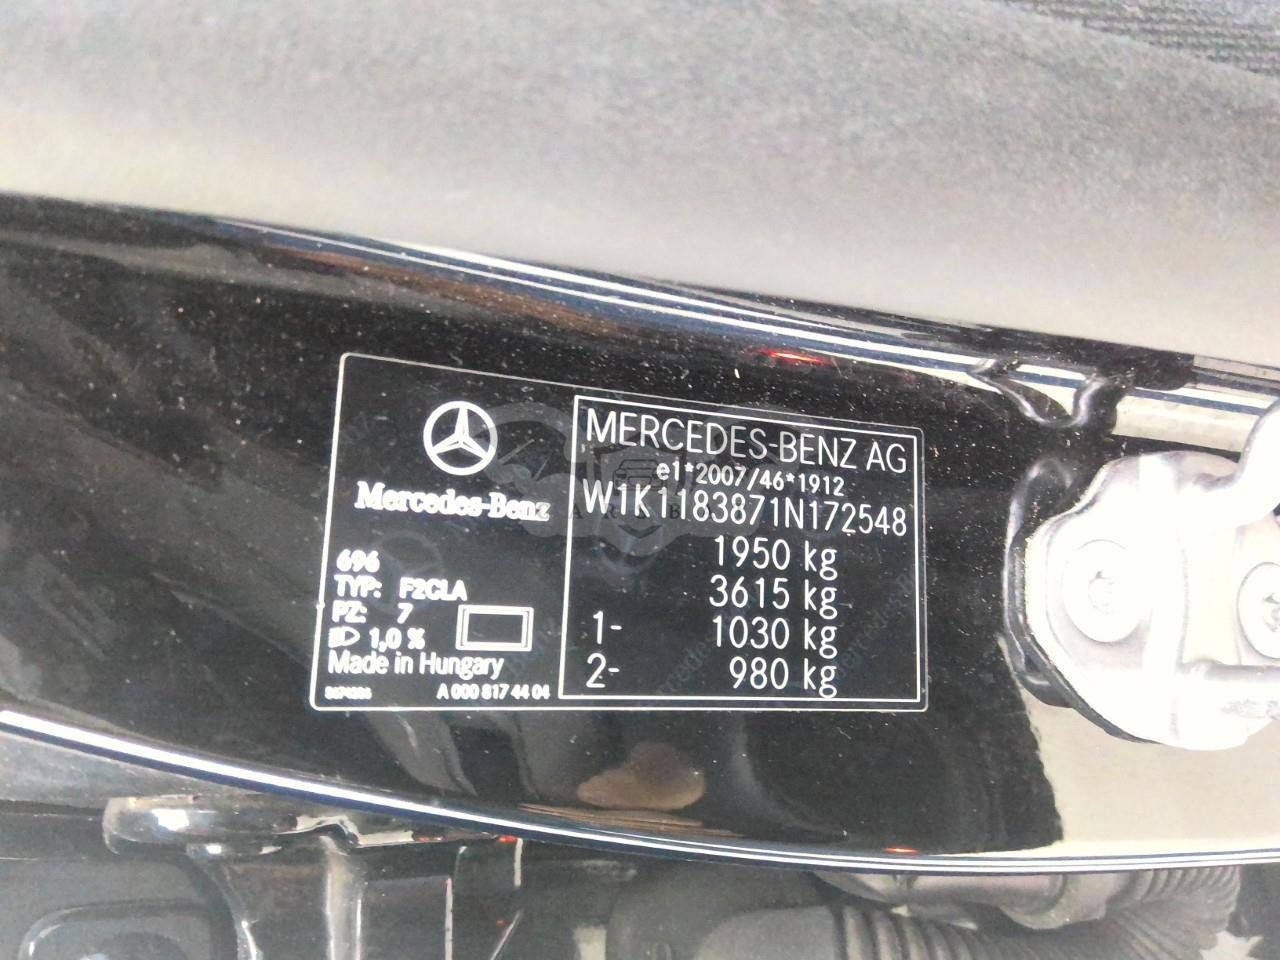 Mercedes-Benz
696
TYP: F2CLA
PZ: 7
1,0 %
Made in Hungary
A 000 817 44 04
MERCEDES-BENZ AG
e1*2007/46*1912
W1K1183871N172548
1950 kg
3615 kg
1- 1030 kg
2- 980 kg